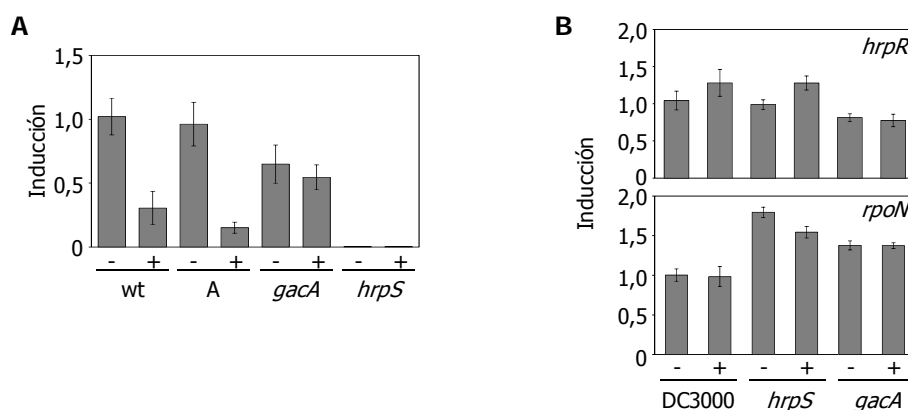 A
Inducción
1,5
1,0
0,5
0
- + - + - + - +
wt A gacA hrpS
B
Inducción
2,0
hrpR
1,5
1,0
0,5
0
2,0
rpoN
1,5
1,0
0,5
0
- + - + - +
DC3000 hrpS gacA